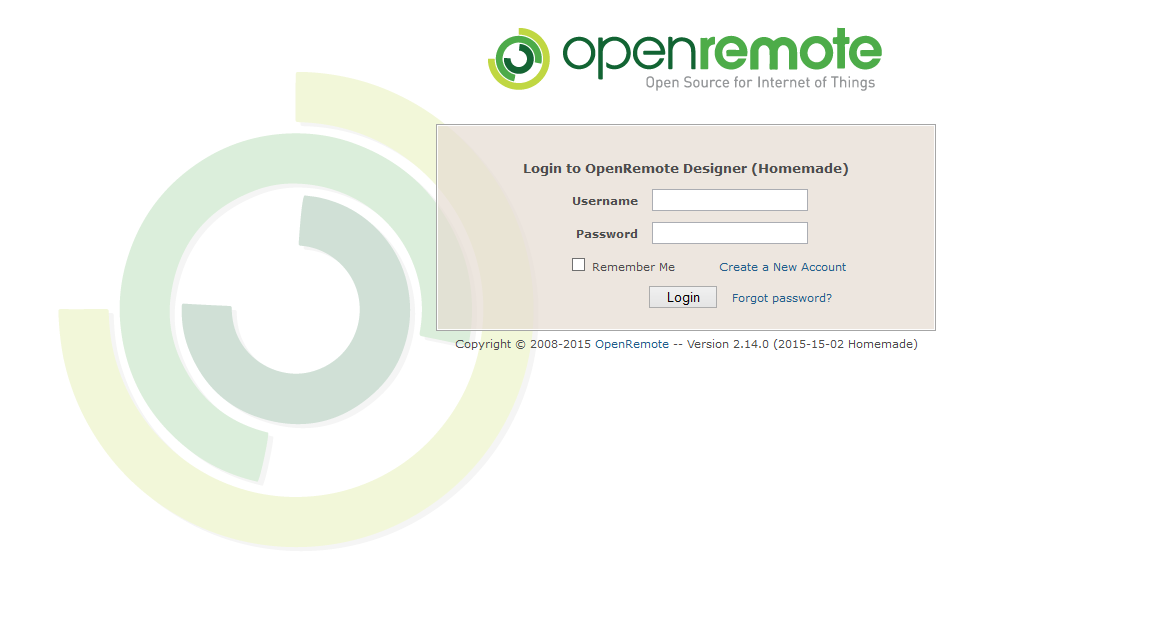 openremote
Open Source for Internet of Things
Login to OpenRemote Designer (Homemade)
Username
Password
Remember Me Create a New Account
Login Forgot password?
Copyright © 2008-2015 OpenRemote -- Version 2.14.0 (2015-15-02 Homemade)